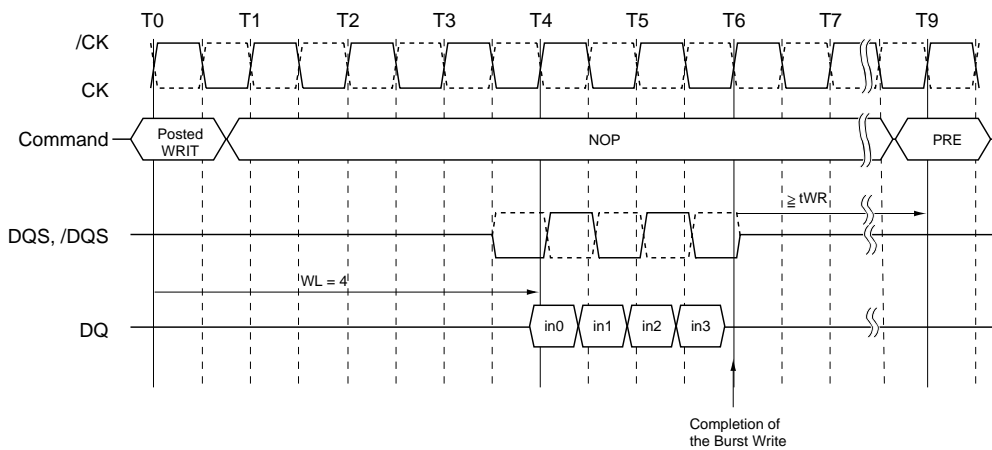 T0 T1 T2 T3 T4 T5 T6 T7 T9
/CK
CK
Command
Posted
WRIT
NOP
PRE
≧ tWR
DQS, /DQS
WL = 4
DQ
in0 in1 in2 in3
Completion of
the Burst Write